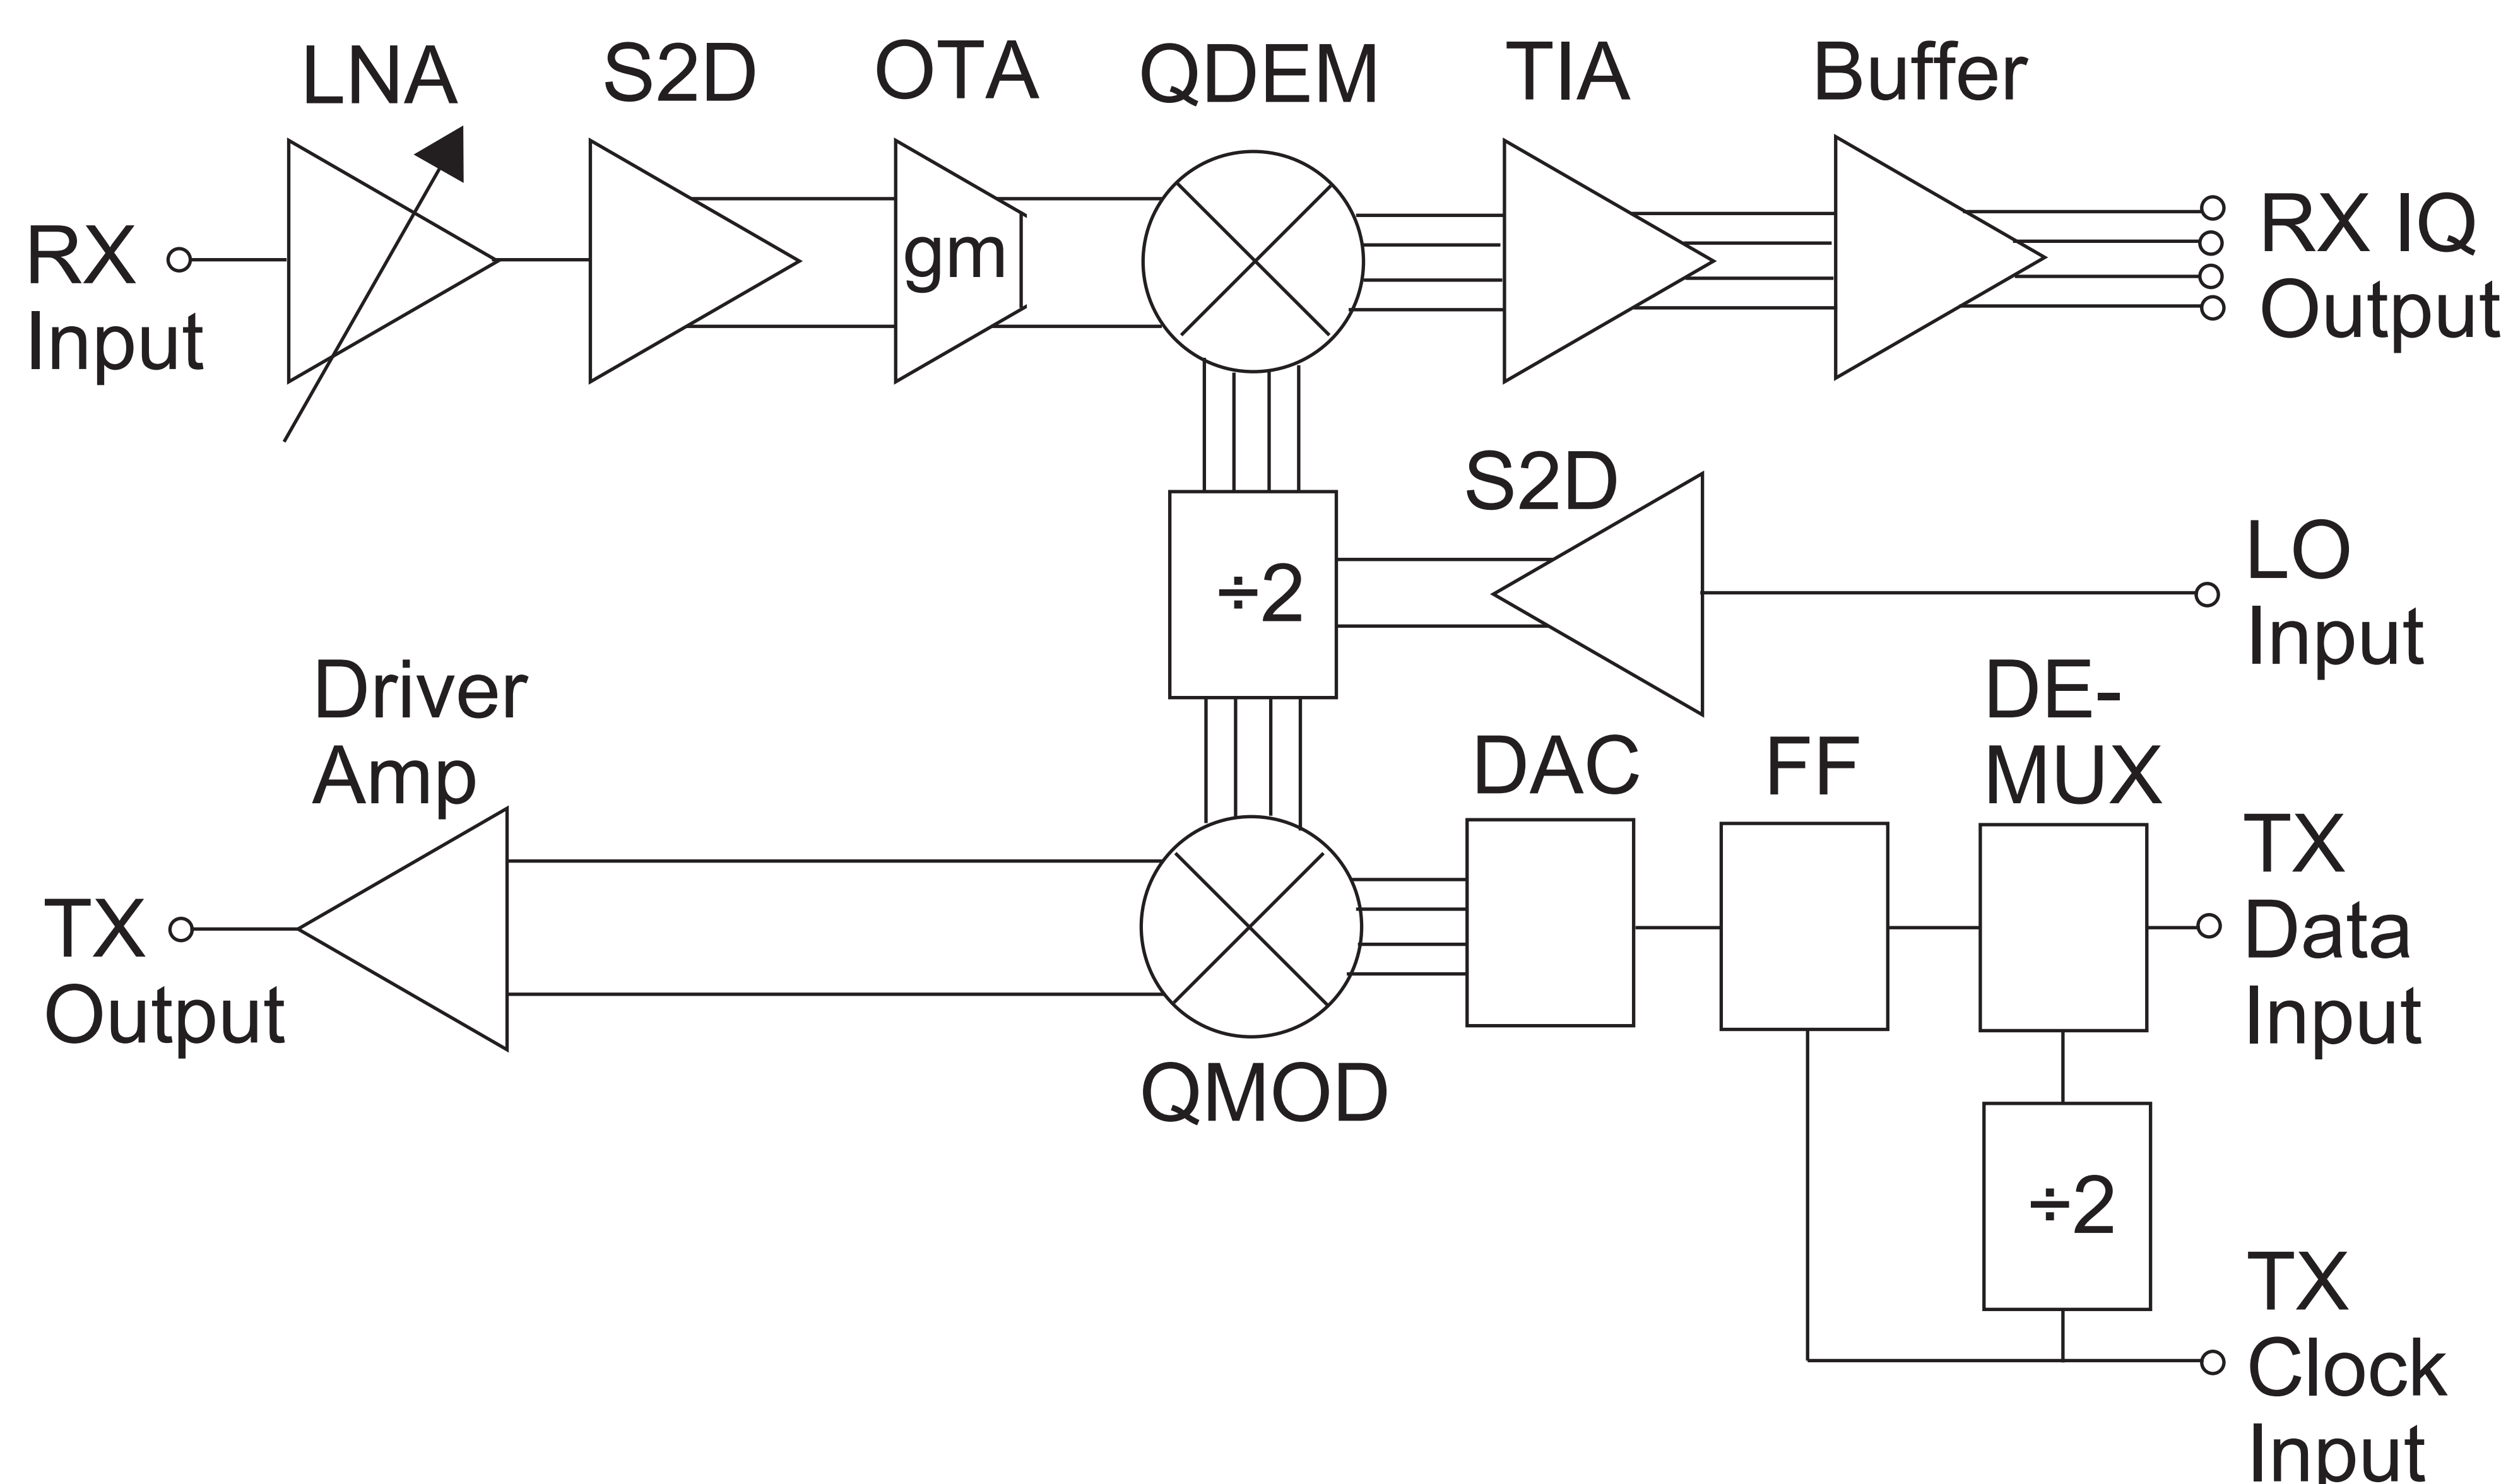 LNA
S2D
OTA
QDEM
TIA
Buffer
RX
Input
gm
RX IQ
Output
S2D
÷2
LO
Input
Driver
Amp
DAC
FF
DE-
MUX
TX
Output
TX
Data
Input
QMOD
÷2
TX
Clock
Input